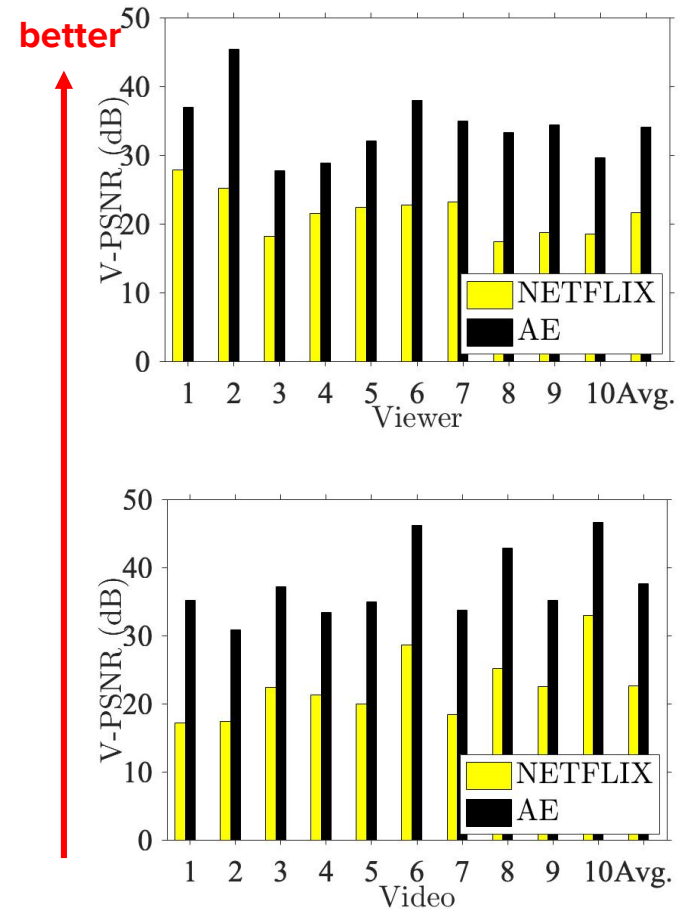 better
50
40
30
20
10
0
V-PSNR (dB)
NETFLIX
AE
1 2 3 4 5 6 7 8 9 10Avg.
Viewer
50
40
30
20
10
0
V-PSNR (dB)
NETFLIX
AE
1 2 3 4 5 6 7 8 9 10Avg.
Video